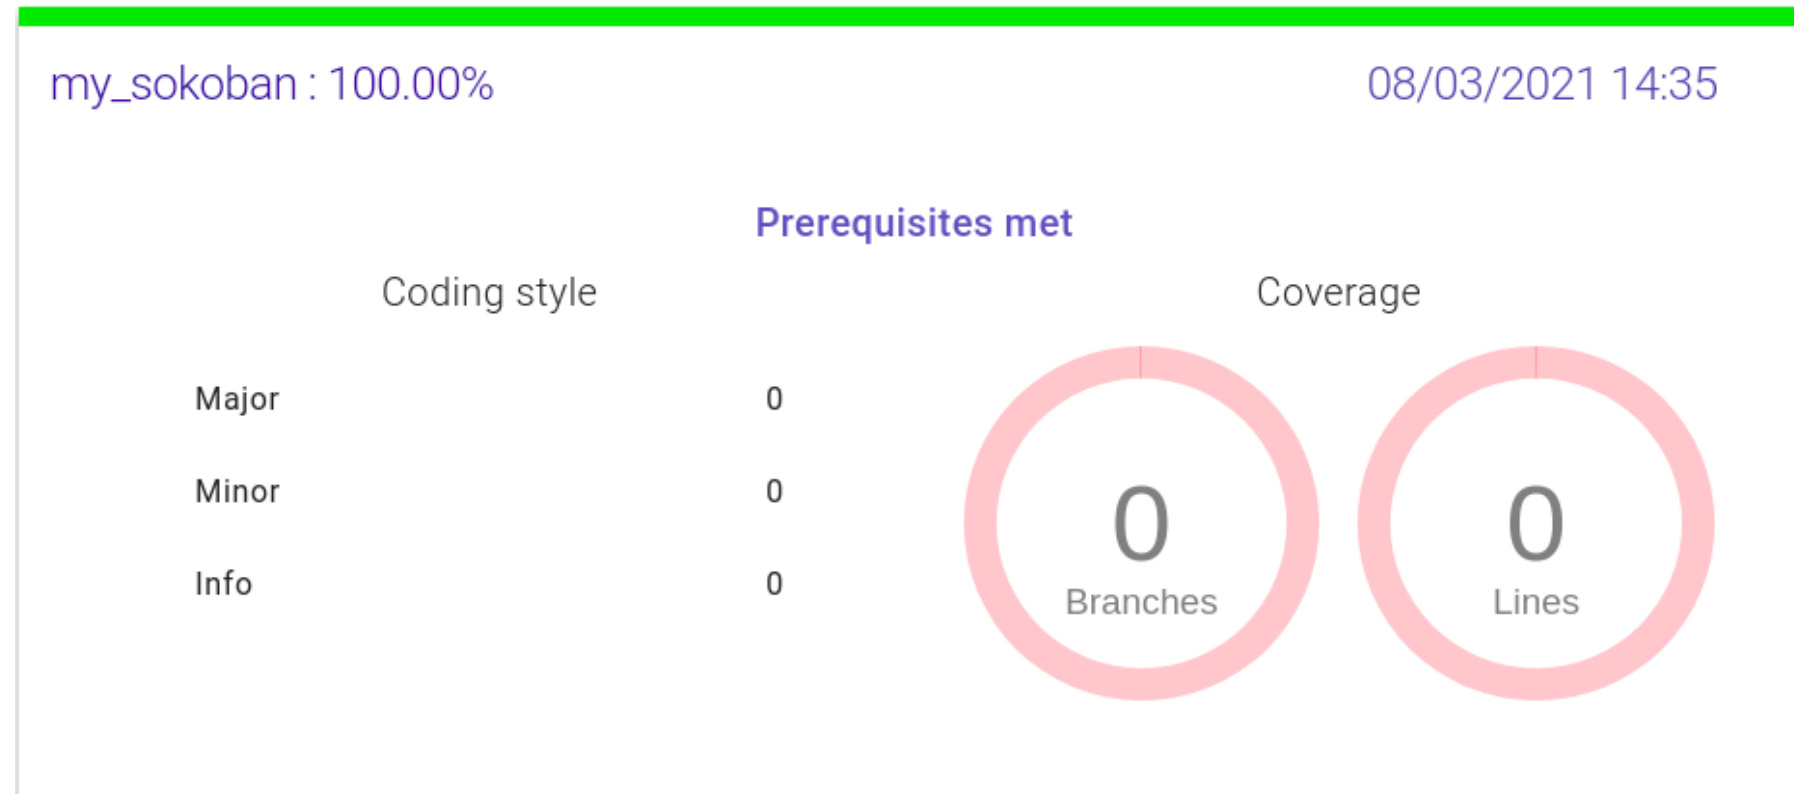 my_sokoban : 100.00%
08/03/2021 14:35
Prerequisites met
Coding style
Major 0
Minor 0
Info 0
Coverage
0
Branches
0
Lines